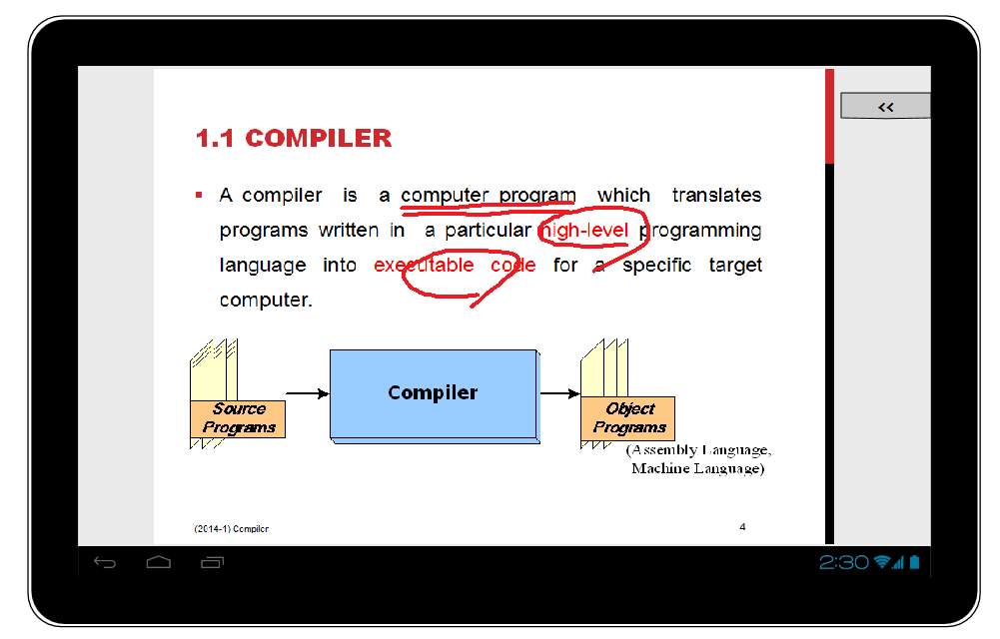 <<
1.1 COMPILER
▪ A compiler is a computer program which translates
programs written in a particular high-level programming
language into executable code for a specific target
computer.
Source
Programs
Compiler
Object
Programs
(Assembly Language,
Machine Language)
(2014-1) Compiler
4
2:30